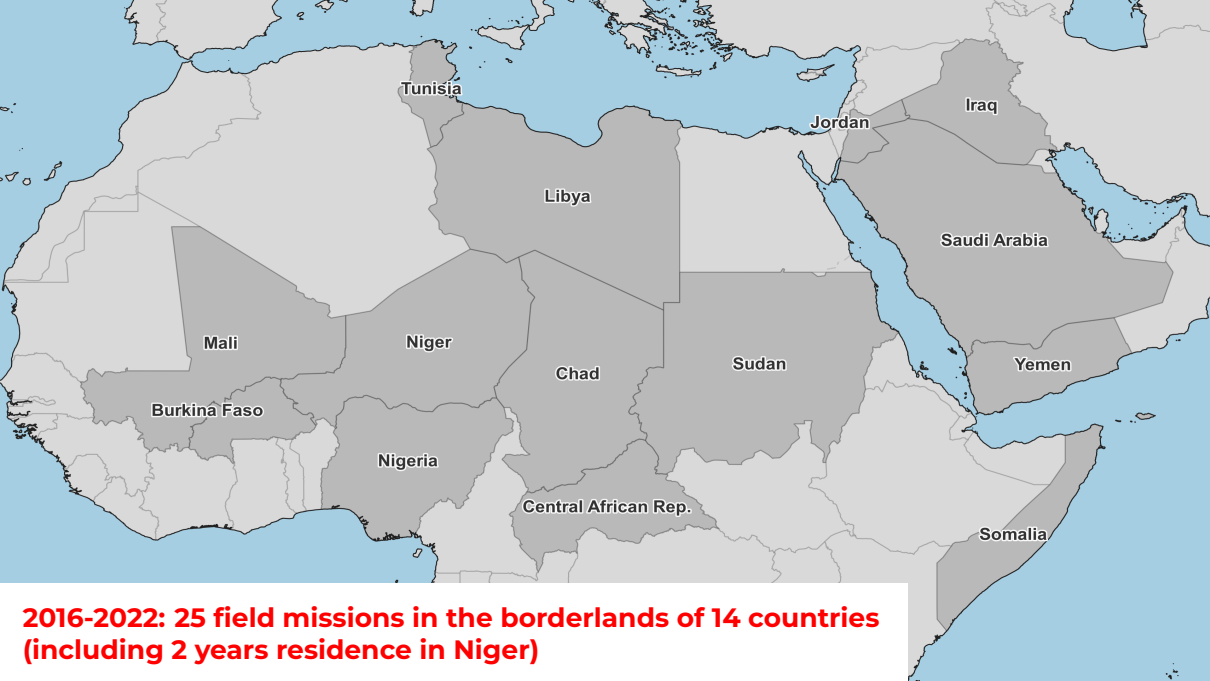 Tunisia
Iraq
Jordan
Libya
Saudi Arabia
Mali
Niger
Chad
Sudan
Yemen
Burkina Faso
Nigeria
Central African Rep.
Somalia
2016-2022: 25 field missions in the borderlands of 14 countries
(including 2 years residence in Niger)